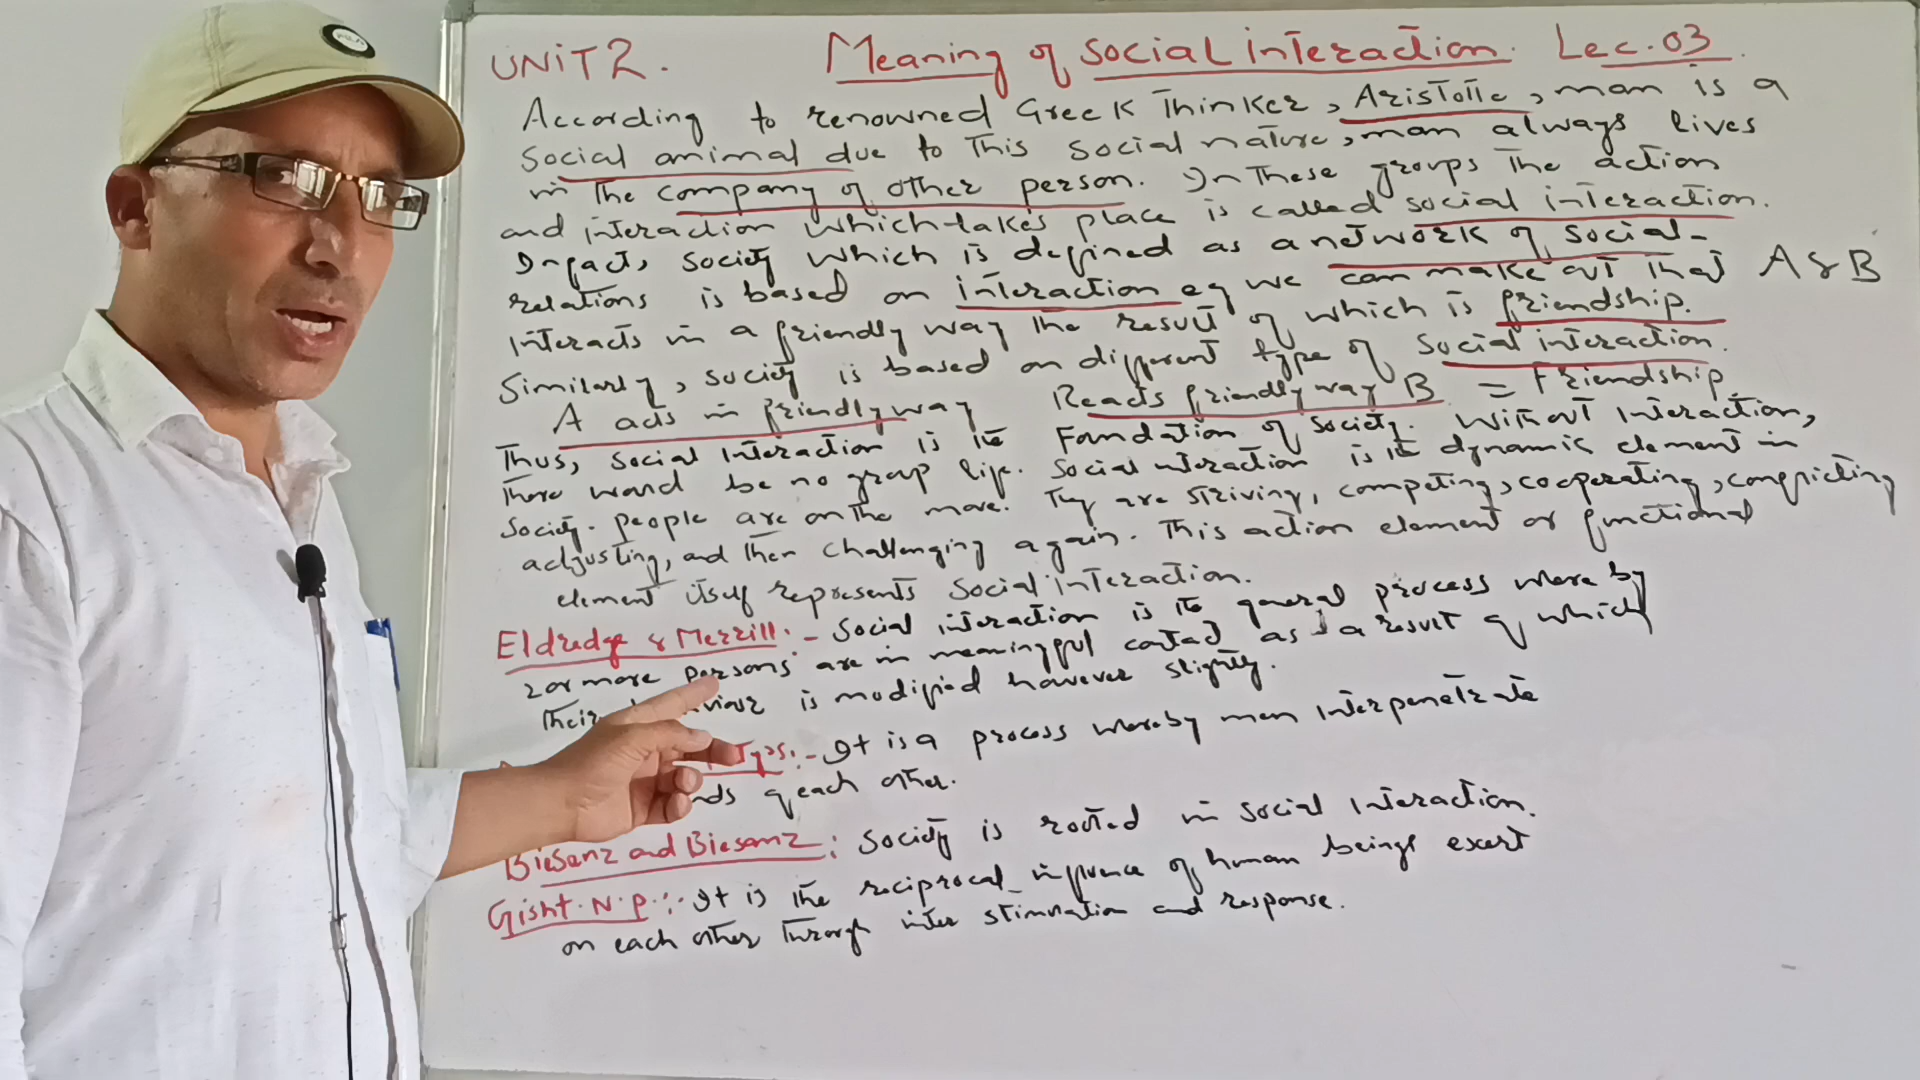 UNIT 2. Meaning of Social interaction. Lec. 03
According to renowned Greek Thinker, Aristotle, man is a
social animal due to this social nature, man always lives
in the company of other person. In these groups the action
and interaction which takes place is called social interaction.
Infact, society which is defined as a network of social-
relations is based on interaction eg we can make out that A & B
interacts in a friendly way the result of which is friendship.
Similarly, society is based on different type of social interaction.
A acts in friendly way Reacts friendly way B = Friendship
Thus, social interaction is the Foundation of society. Without interaction,
there would be no group life. Social interaction is the dynamic element in
society. people are on the move. They are striving, competing, cooperating, conflicting
adjusting, and then challenging again. This action element or functional
element itself represents Social interaction.
Eldredge & Merrill:- Social interaction is the general process where by
2 or more persons are in meaningful contact as a result of which
their is modified however slightly.
:- It is a process whereby men interpenetrate
of each other.
Biesanz and Biesanz: Society is rooted in social interaction.
Gisht. N. P.:- It is the reciprocal influence of human beings exert
on each other through inter stimulation and response.